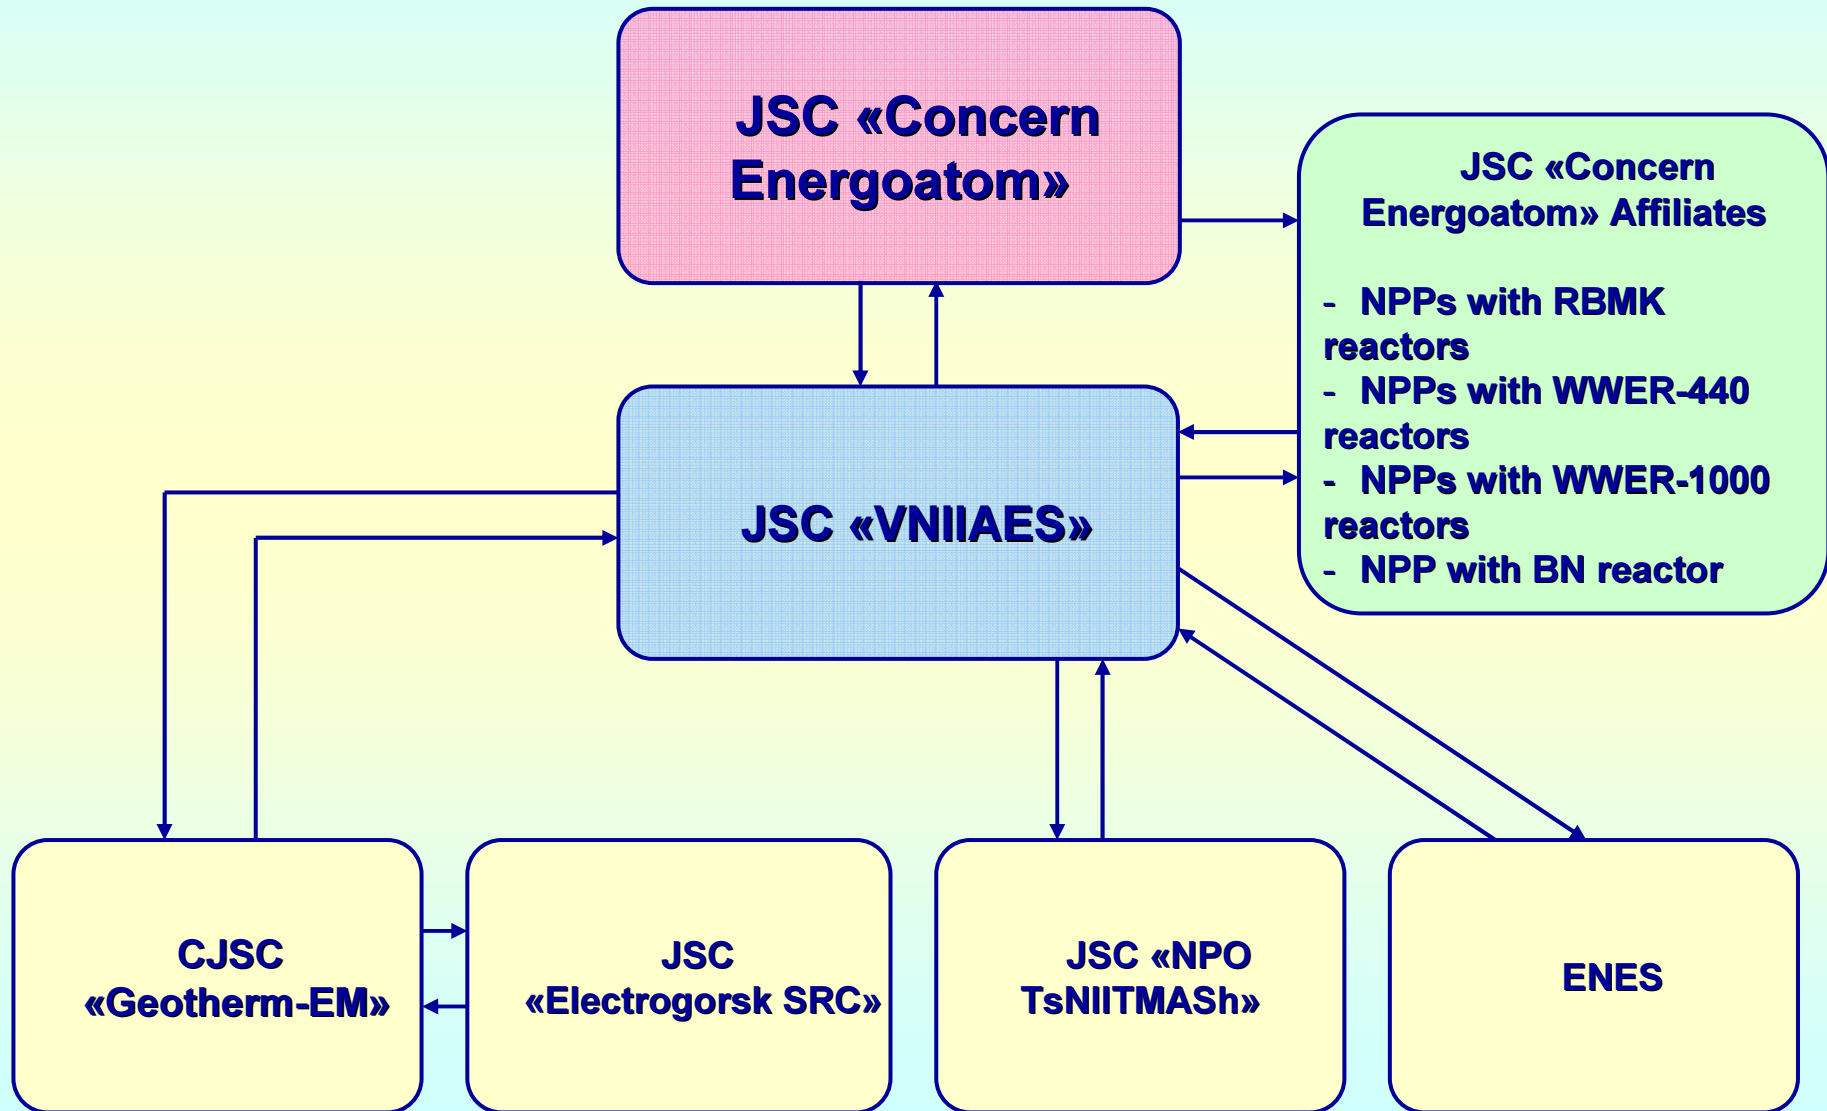 JSC «Concern
Energoatom»
JSC «Concern
Energoatom» Affiliates
- NPPs with RBMK
reactors
- NPPs with WWER-440
reactors
- NPPs with WWER-1000
reactors
- NPP with BN reactor
JSC «VNIIAES»
CJSC
«Geotherm-EM»
JSC
«Electrogorsk SRC»
JSC «NPO
TsNIITMASh»
ENES